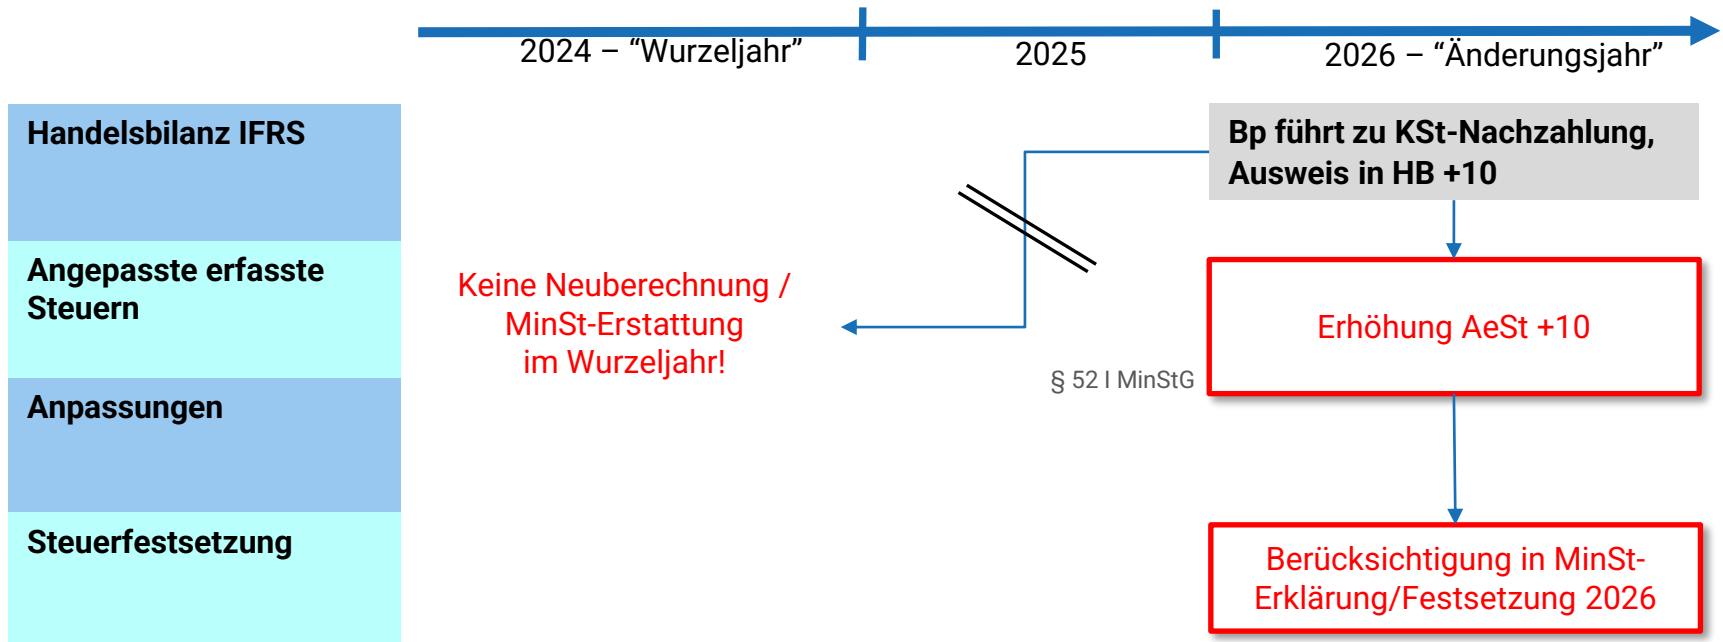 2024 – “Wurzeljahr”
2025
2026 – “Änderungsjahr”
Handelsbilanz IFRS
Bp führt zu KSt-Nachzahlung,
Ausweis in HB +10
Angepasste erfasste
Steuern
Keine Neuberechnung /
MinSt-Erstattung
im Wurzeljahr!
Erhöhung AeSt +10
§ 52 I MinStG
Anpassungen
Steuerfestsetzung
Berücksichtigung in MinSt-
Erklärung/Festsetzung 2026